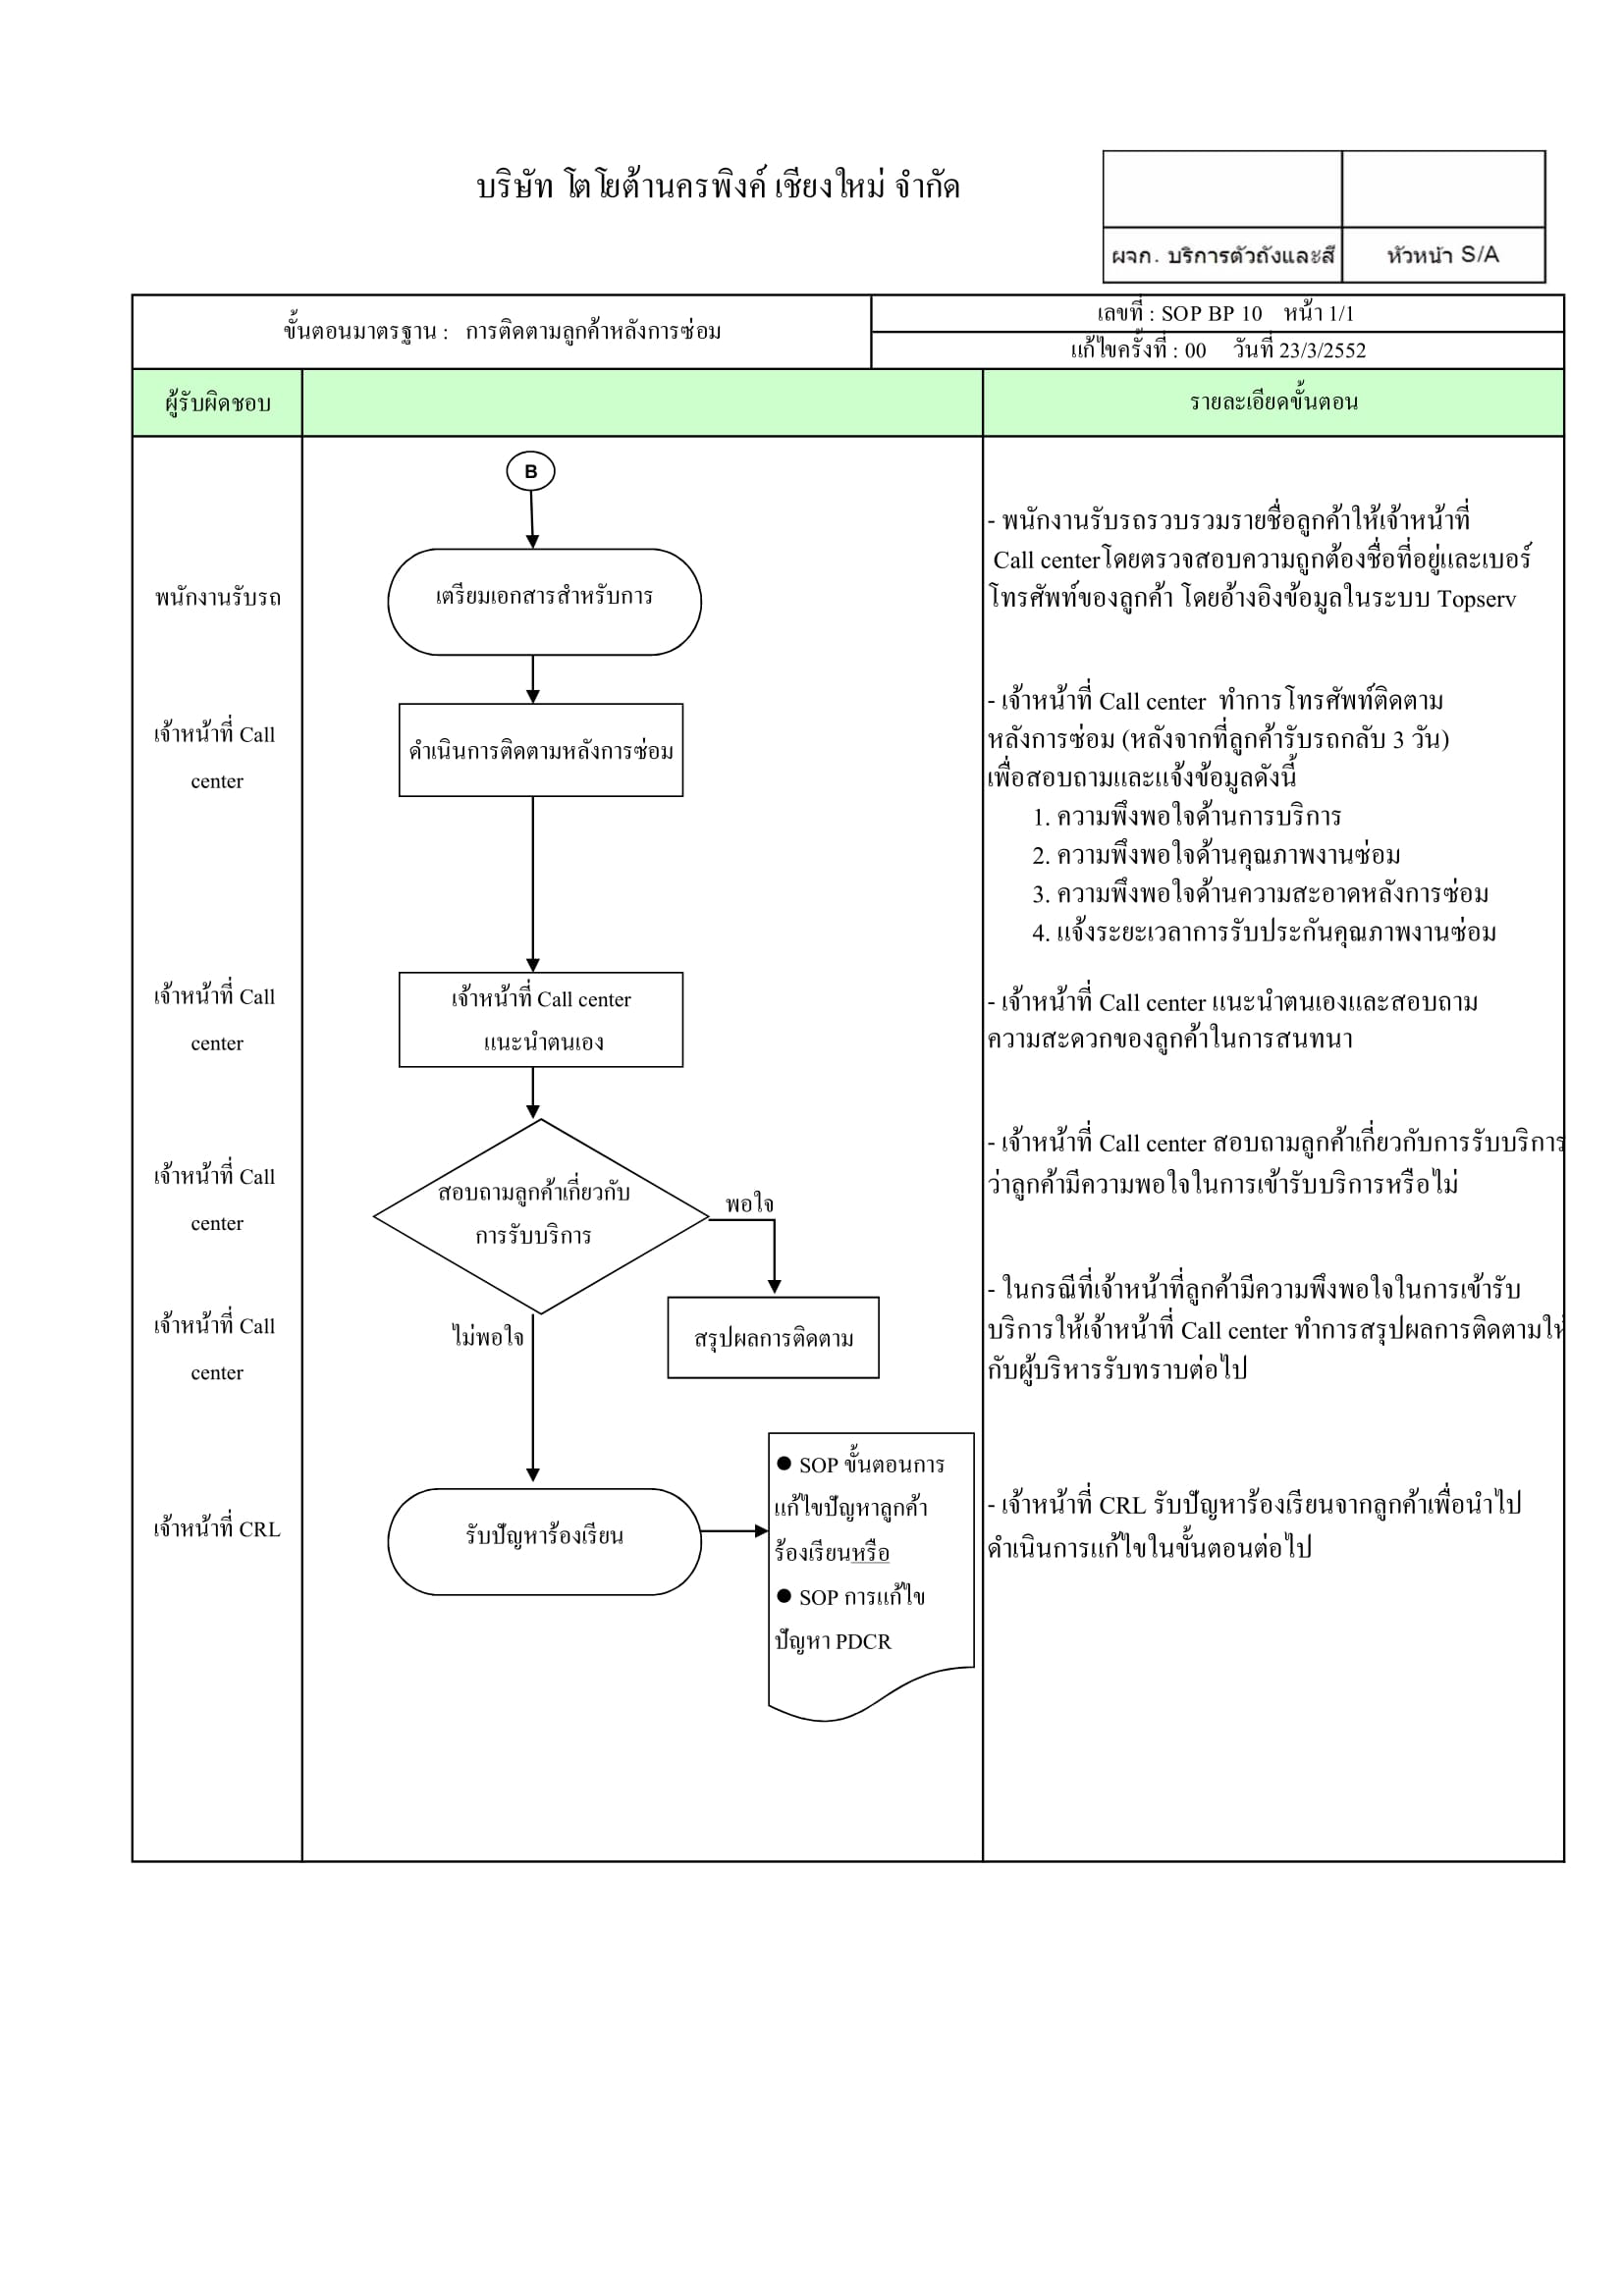 บริษัท โตโยต้านครพิงค์ เชียงใหม่ จำกัด
ผจก. บริการตัวถังและสี
หัวหน้า S/A
ขั้นตอนมาตรฐาน : การติดตามลูกค้าหลังการซ่อม
เลขที่ : SOP BP 10 หน้า 1/1
แก้ไขครั้งที่ : 00 วันที่ 23/3/2552
ผู้รับผิดชอบ
รายละเอียดขั้นตอน
B
พนักงานรับรถ
เตรียมเอกสารสำหรับการ
- พนักงานรับรถรวบรวมรายชื่อลูกค้าให้เจ้าหน้าที่
Call centerโดยตรวจสอบความถูกต้องชื่อที่อยู่และเบอร์
โทรศัพท์ของลูกค้า โดยอ้างอิงข้อมูลในระบบ Topserv
เจ้าหน้าที่ Call
center
ดำเนินการติดตามหลังการซ่อม
- เจ้าหน้าที่ Call center ทำการโทรศัพท์ติดตาม
หลังการซ่อม (หลังจากที่ลูกค้ารับรถกลับ 3 วัน)
เพื่อสอบถามและแจ้งข้อมูลดังนี้
1. ความพึงพอใจด้านการบริการ
2. ความพึงพอใจด้านคุณภาพงานซ่อม
3. ความพึงพอใจด้านความสะอาดหลังการซ่อม
4. แจ้งระยะเวลาการรับประกันคุณภาพงานซ่อม
เจ้าหน้าที่ Call
center
เจ้าหน้าที่ Call center
แนะนำตนเอง
- เจ้าหน้าที่ Call center แนะนำตนเองและสอบถาม
ความสะดวกของลูกค้าในการสนทนา
เจ้าหน้าที่ Call
center
สอบถามลูกค้าเกี่ยวกับ
การรับบริการ
พอใจ
- เจ้าหน้าที่ Call center สอบถามลูกค้าเกี่ยวกับการรับบริการ
ว่าลูกค้ามีความพอใจในการเข้ารับบริการหรือไม่
เจ้าหน้าที่ Call
center
ไม่พอใจ
สรุปผลการติดตาม
- ในกรณีที่เจ้าหน้าที่ลูกค้ามีความพึงพอใจในการเข้ารับ
บริการให้เจ้าหน้าที่ Call center ทำการสรุปผลการติดตามให้
กับผู้บริหารรับทราบต่อไป
เจ้าหน้าที่ CRL
รับปัญหาร้องเรียน
● SOP ขั้นตอนการ
แก้ไขปัญหาลูกค้า
ร้องเรียนหรือ
● SOP การแก้ไข
ปัญหา PDCR
- เจ้าหน้าที่ CRL รับปัญหาร้องเรียนจากลูกค้าเพื่อนำไป
ดำเนินการแก้ไขในขั้นตอนต่อไป